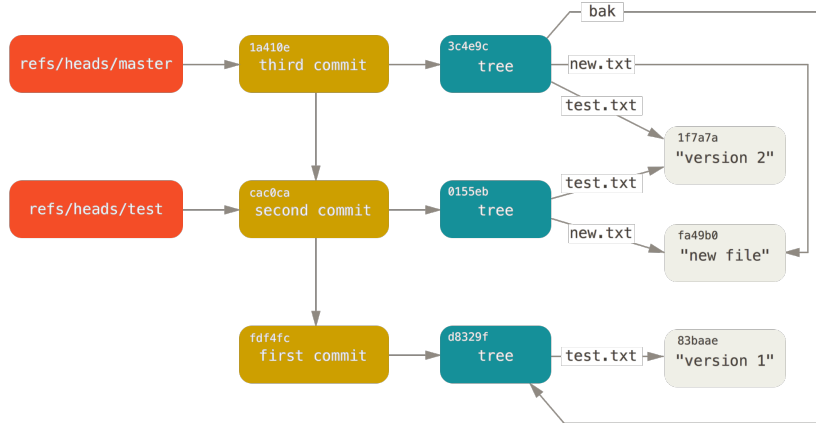 bak
1a410e
3c4e9c
refs/heads/master
third commit
tree
new.txt
test.txt
1f7a7a
"version 2"
cac0ca
0155eb
test.txt
refs/heads/test
second commit
tree
new.txt
fa49b0
"new file"
fdf4fc
d8329f
83baae
first commit
tree
test.txt
"version 1"